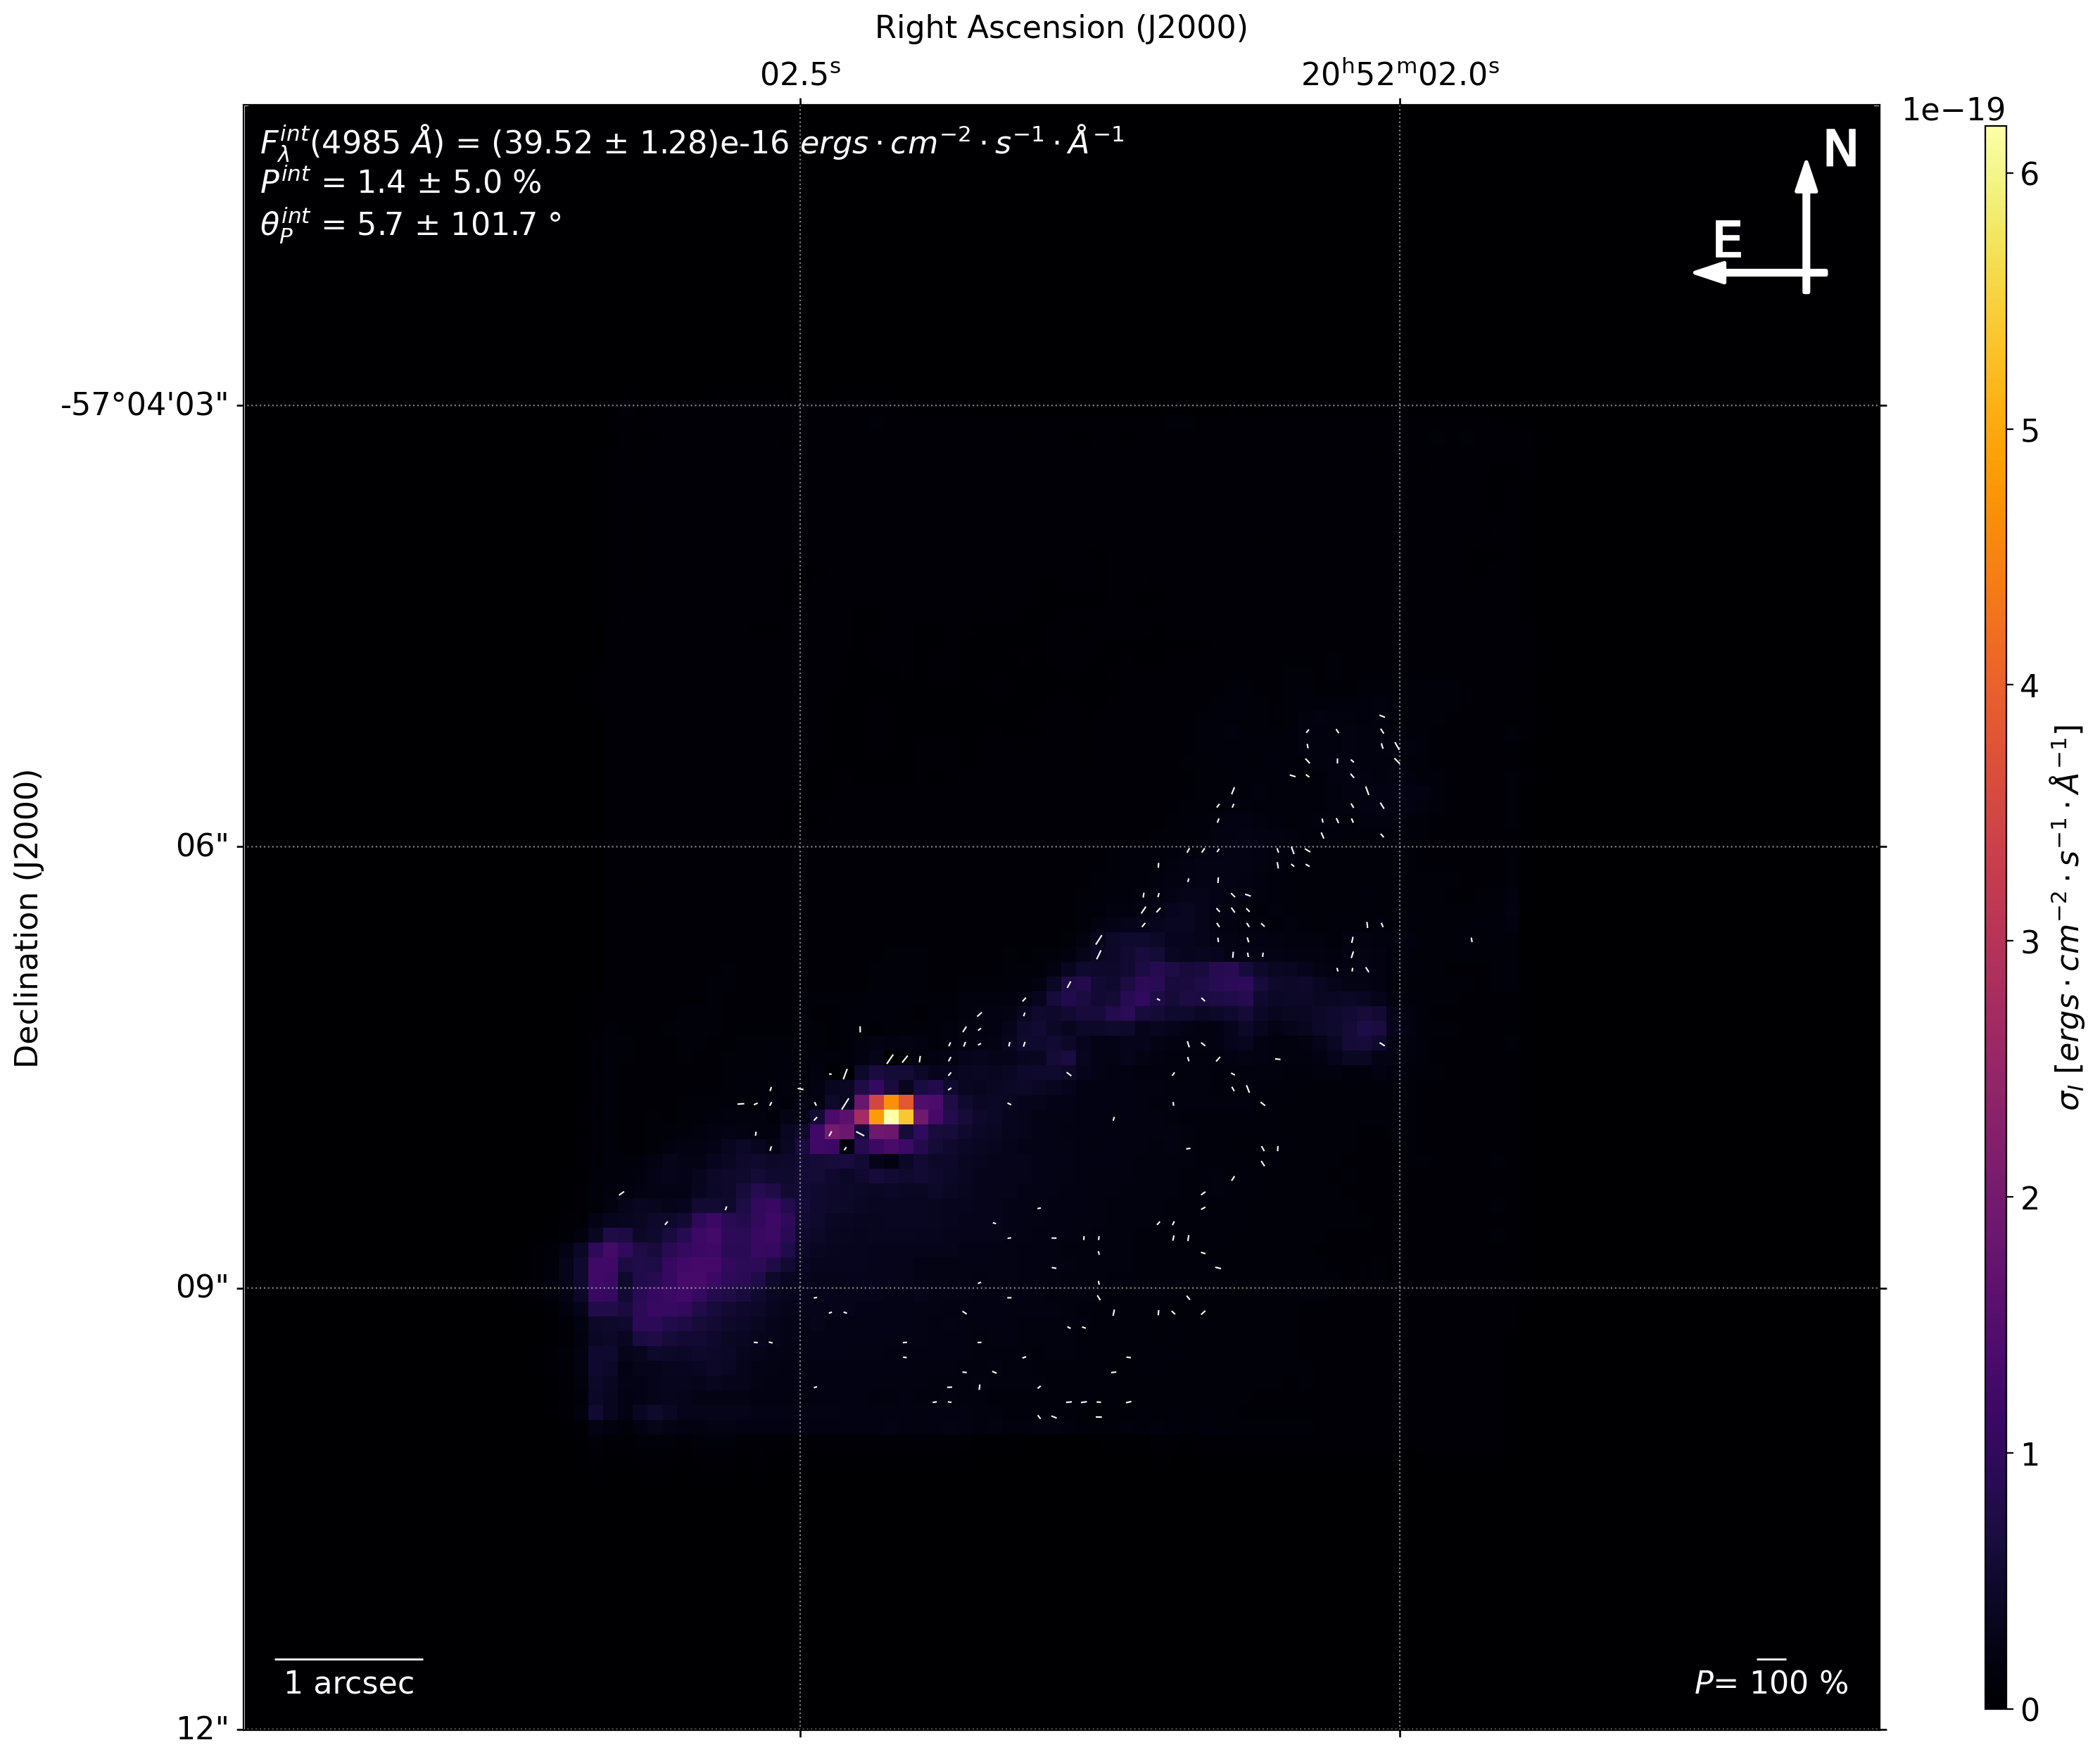 Right Ascension (J2000)
02.5ˢ
20ʰ52ᵐ02.0ˢ
1e−19
F_λ^int(4985 Å) = (39.52 ± 1.28)e-16 ergs · cm⁻² · s⁻¹ · Å⁻¹
P^int = 1.4 ± 5.0 %
θ_P^int = 5.7 ± 101.7 °
N
E
-57°04'03"
06"
09"
12"
Declination (J2000)
6
5
4
3
2
1
0
σ_I [ergs · cm⁻² · s⁻¹ · Å⁻¹]
1 arcsec
P= 100 %